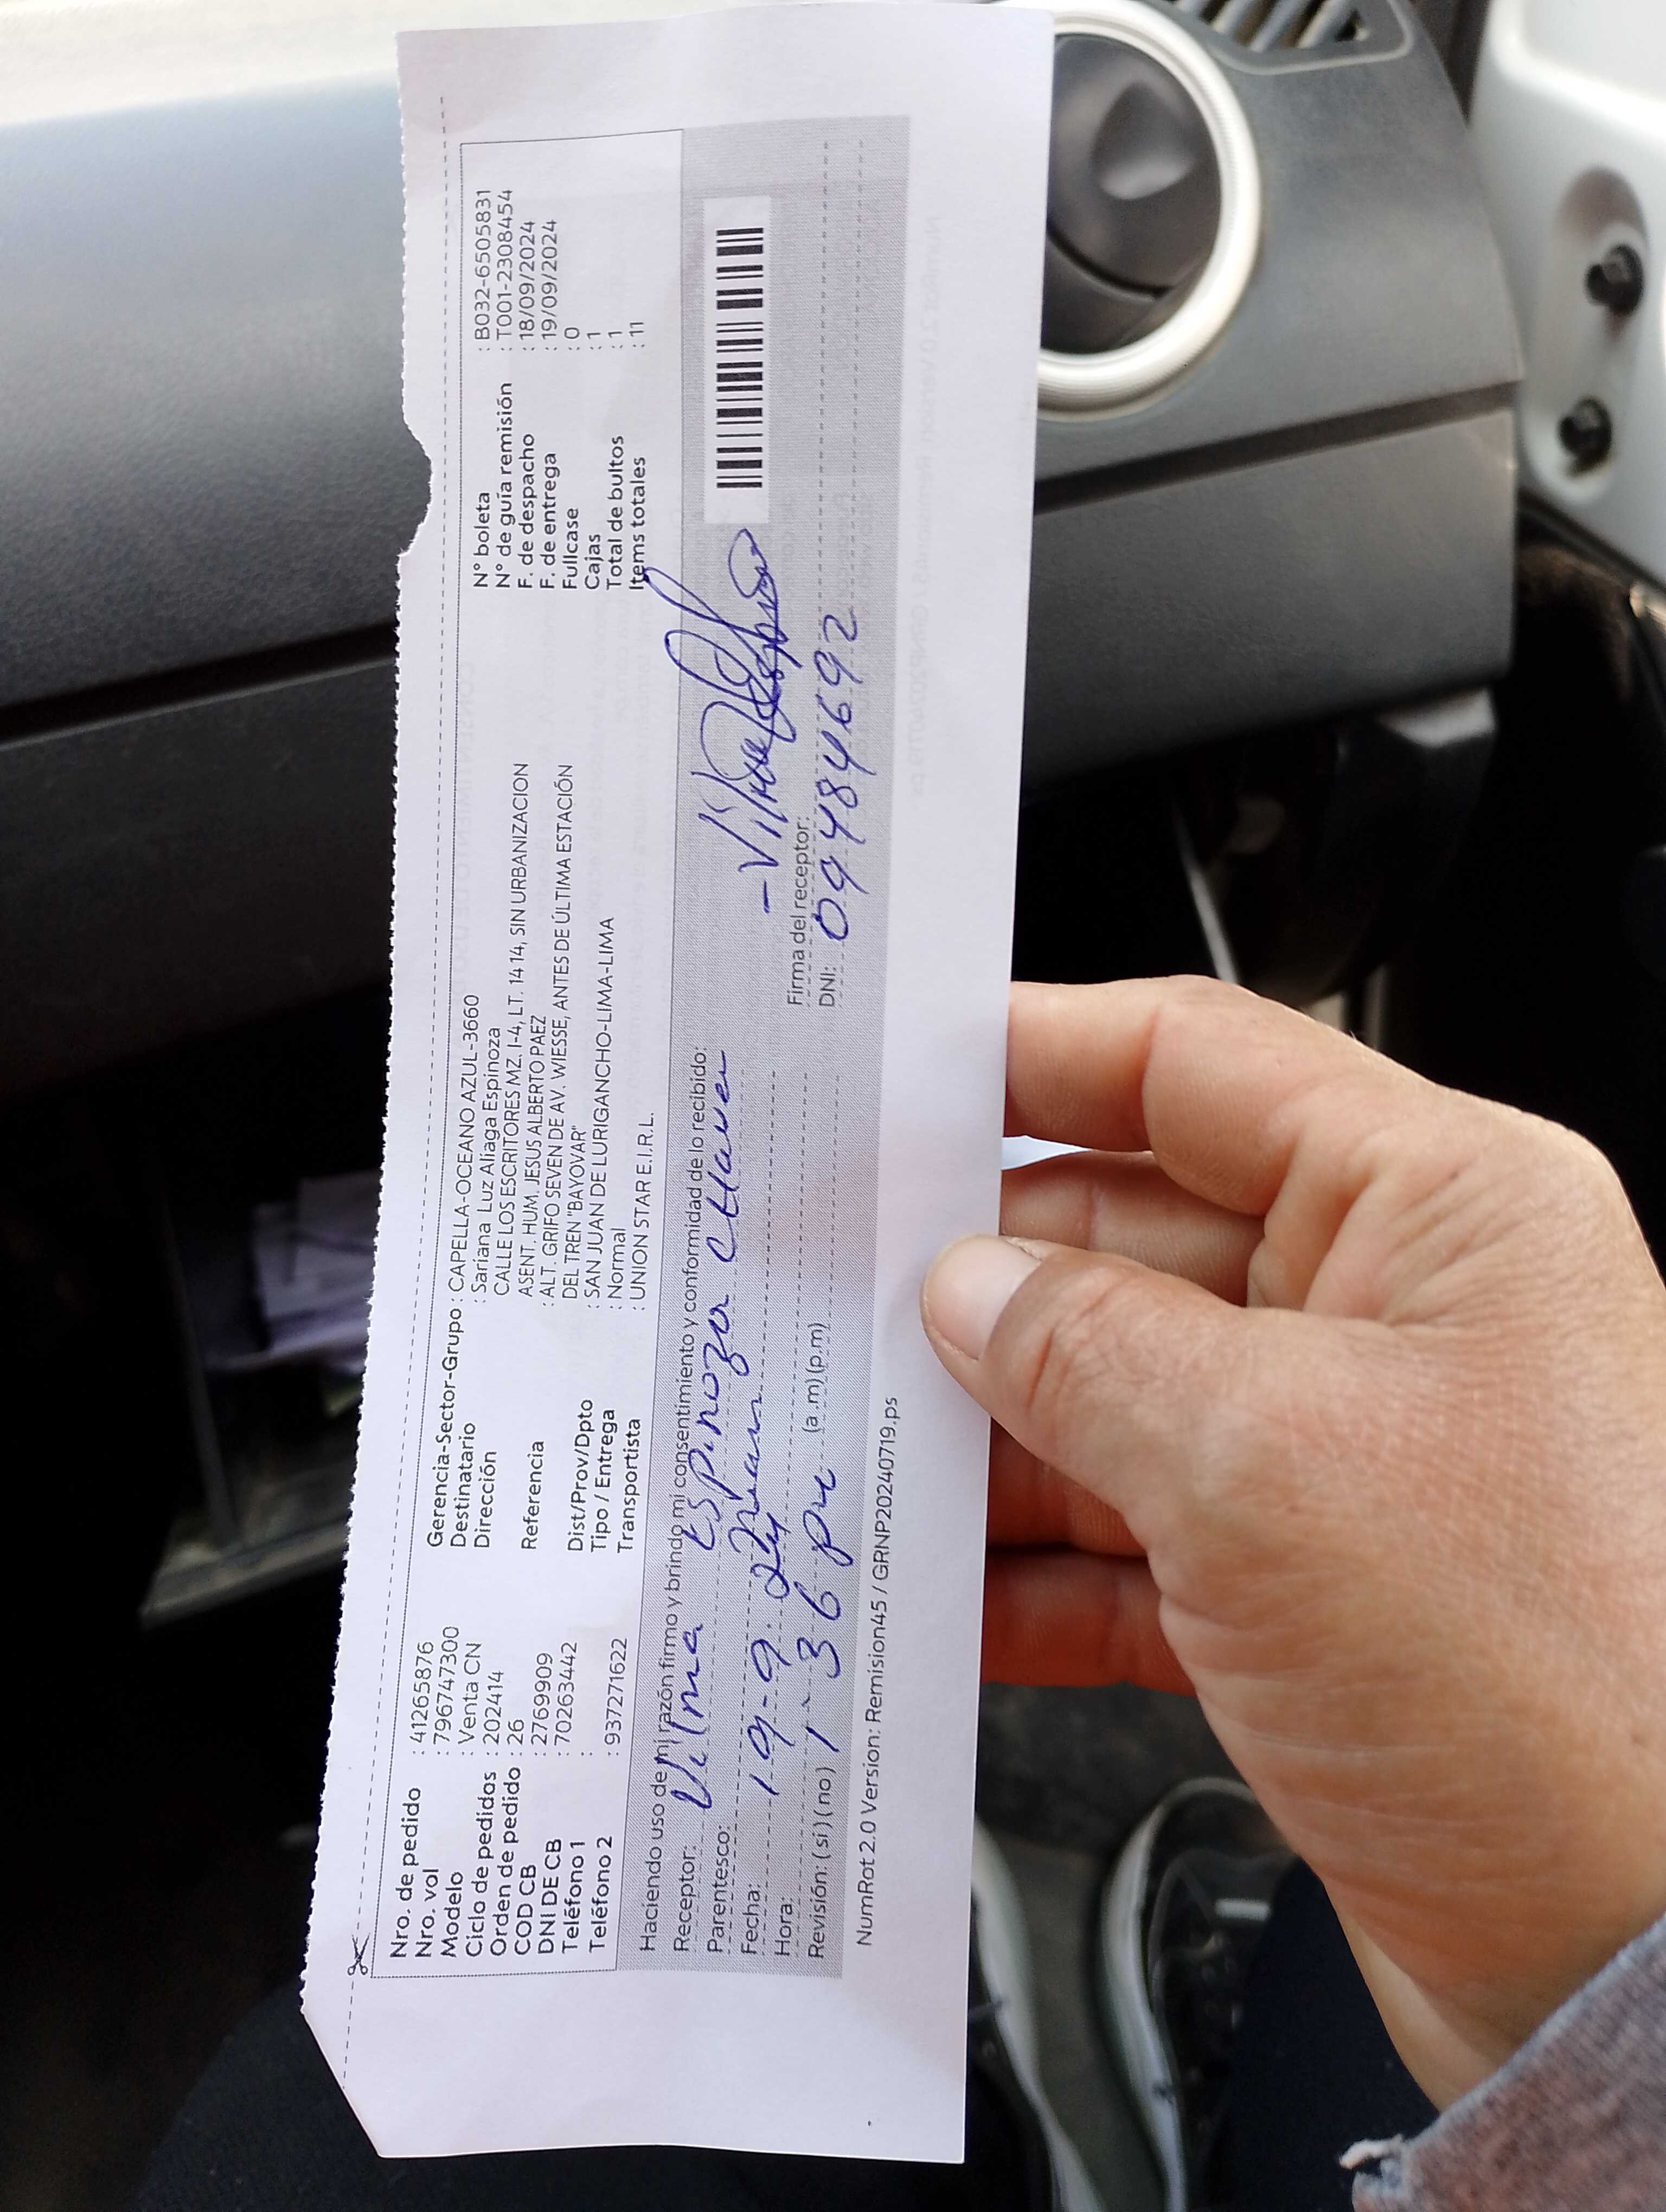 Nro. de pedido : 41265876
Nro. vol : 796747300
Modelo : Venta CN
Ciclo de pedidos : 202414
Orden de pedido : 26
COD CB : 2769909
DNI DE CB : 70263442
Teléfono 1 :
Teléfono 2 : 937271622
Gerencia-Sector-Grupo : CAPELLA-OCEANO AZUL-3660
Destinatario : Sariana Luz Aliaga Espinoza
Dirección CALLE LOS ESCRITORES MZ. I-4, LT. 14 14, SIN URBANIZACION
ASENT. HUM. JESUS ALBERTO PAEZ
Referencia : ALT. GRIFO SEVEN DE AV. WIESSE, ANTES DE ÚLTIMA ESTACIÓN
DEL TREN "BAYOVAR"
Dist/Prov/Dpto : SAN JUAN DE LURIGANCHO-LIMA-LIMA
Tipo / Entrega : Normal
Transportista : UNION STAR E.I.R.L.
N° boleta : B032-6505831
N° de guía remisión : T001-2308454
F. de despacho : 18/09/2024
F. de entrega : 19/09/2024
Fullcase : 0
Cajas : 1
Total de bultos : 1
Items totales : 11
Haciendo uso de mi razón firmo y brindo mi consentimiento y conformidad de lo recibido:
Receptor: Vilma Espinoza
Parentesco:
Fecha: 19-9-24
Hora: 1 36 pm (a.m) (p.m)
Revisión: (si) (no)
Firma del receptor:
DNI: 09484692
NumRot 2.0 Version: Remision45 / GRNP20240719.ps